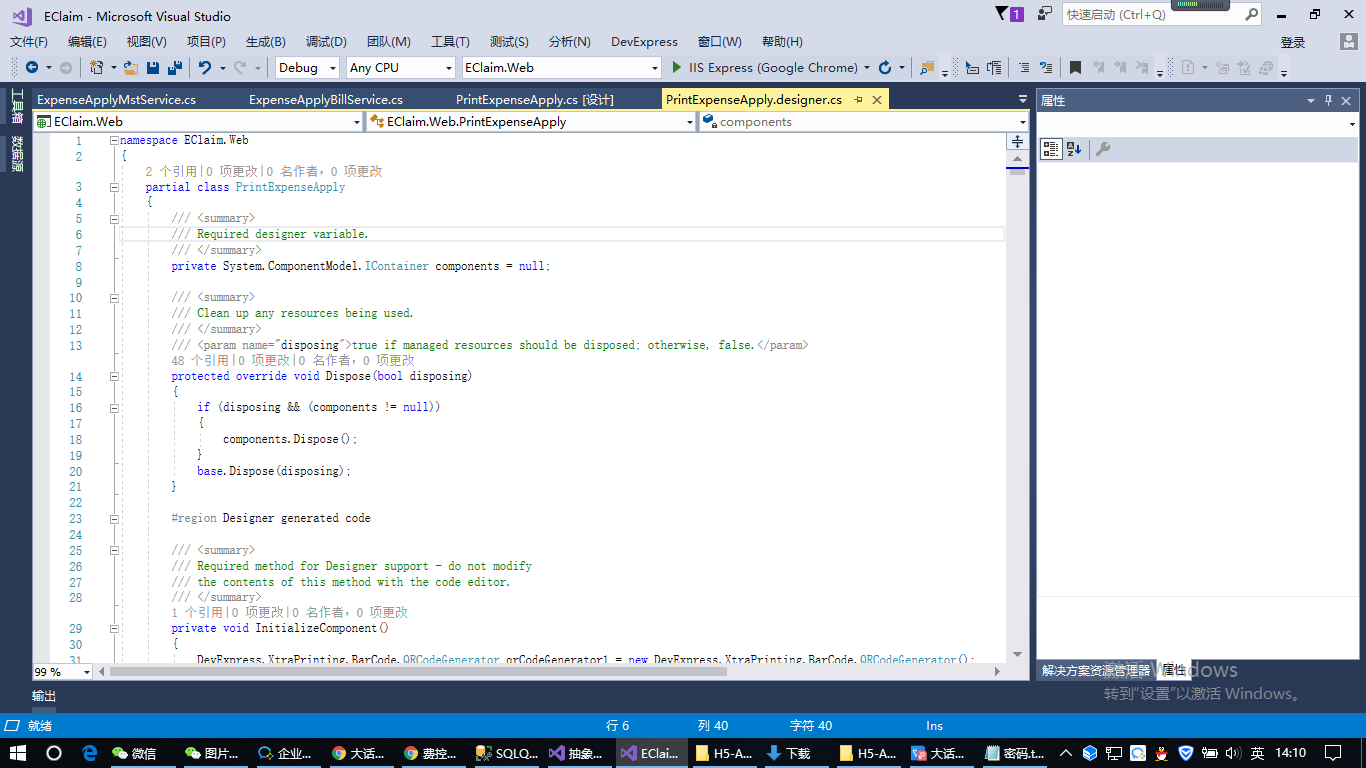 EClaim - Microsoft Visual Studio
1
快速启动 (Ctrl+Q)
文件(F) 编辑(E) 视图(V) 项目(P) 生成(B) 调试(D) 团队(M) 工具(T) 测试(S) 分析(N) DevExpress 窗口(W) 帮助(H) 登录
Debug Any CPU EClaim.Web IIS Express (Google Chrome)
工具箱
数据源
ExpenseApplyMstService.cs ExpenseApplyBillService.cs PrintExpenseApply.cs [设计] PrintExpenseApply.designer.cs
EClaim.Web EClaim.Web.PrintExpenseApply components
1 namespace EClaim.Web
2 {
2 个引用|0 项更改|0 名作者，0 项更改
3 partial class PrintExpenseApply
4 {
5 /// <summary>
6 /// Required designer variable.
7 /// </summary>
8 private System.ComponentModel.IContainer components = null;
9
10 /// <summary>
11 /// Clean up any resources being used.
12 /// </summary>
13 /// <param name="disposing">true if managed resources should be disposed; otherwise, false.</param>
48 个引用|0 项更改|0 名作者，0 项更改
14 protected override void Dispose(bool disposing)
15 {
16 if (disposing && (components != null))
17 {
18 components.Dispose();
19 }
20 base.Dispose(disposing);
21 }
22
23 #region Designer generated code
24
25 /// <summary>
26 /// Required method for Designer support - do not modify
27 /// the contents of this method with the code editor.
28 /// </summary>
1 个引用|0 项更改|0 名作者，0 项更改
29 private void InitializeComponent()
30 {
31 DevExpress.XtraPrinting.BarCode.QRCodeGenerator qrCodeGenerator1 = new DevExpress.XtraPrinting.BarCode.QRCodeGenerator();
99 %
属性
解决方案资源管理器 属性
激活 Windows
转到"设置"以激活 Windows。
输出
就绪 行 6 列 40 字符 40 Ins
微信 图片... 企业... 大话... 费控... SQLQ... 抽象... EClai... H5-A... 下载 H5-A... 大话... 密码.t... 英 14:10